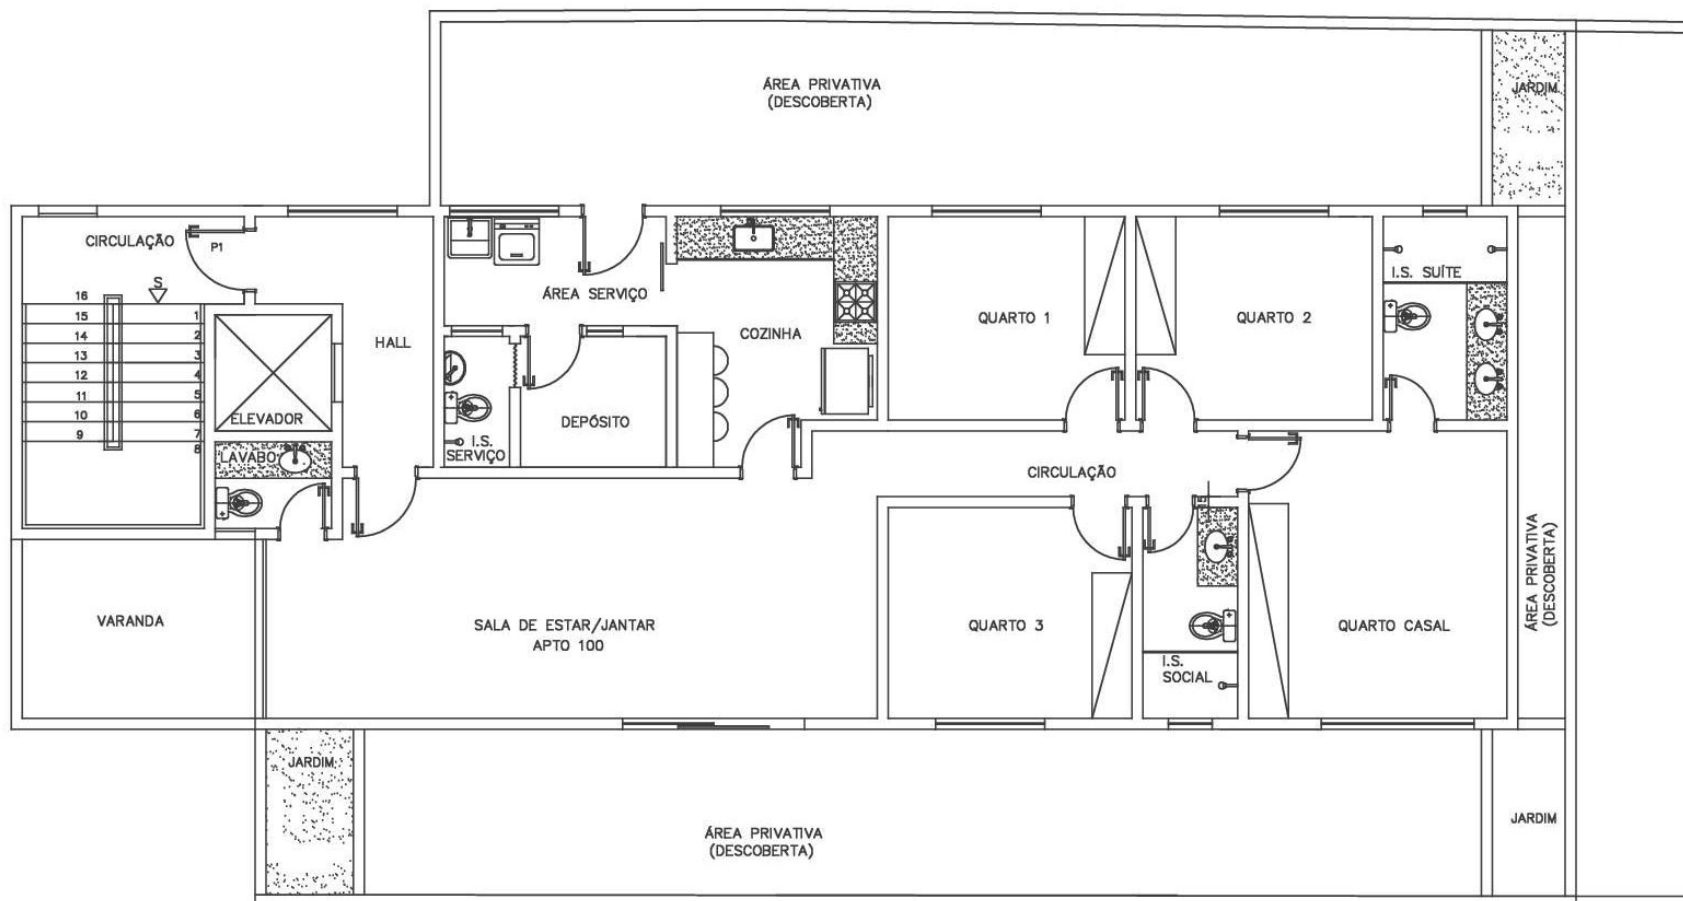 ÁREA PRIVATIVA
(DESCOBERTA)
JARDIM
CIRCULAÇÃO
P1
S
16
15
14
13
12
11
10
9
1
2
3
4
5
6
7
8
HALL
ELEVADOR
LAVABO
ÁREA SERVIÇO
I.S.
SERVIÇO
DEPÓSITO
COZINHA
QUARTO 1
QUARTO 2
I.S. SUÍTE
CIRCULAÇÃO
VARANDA
SALA DE ESTAR/JANTAR
APTO 100
QUARTO 3
I.S.
SOCIAL
QUARTO CASAL
ÁREA PRIVATIVA
(DESCOBERTA)
JARDIM
ÁREA PRIVATIVA
(DESCOBERTA)
JARDIM